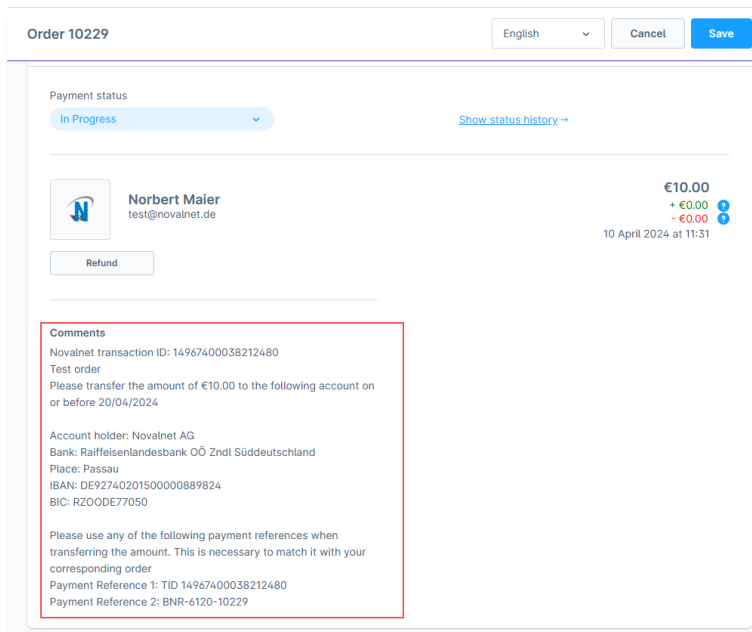 Order 10229
English
Cancel
Save
Payment status
In Progress
Show status history →
N
Norbert Maier
test@novalnet.de
€10.00
+ €0.00 ?
- €0.00 ?
10 April 2024 at 11:31
Refund
Comments
Novalnet transaction ID: 14967400038212480
Test order
Please transfer the amount of €10.00 to the following account on
or before 20/04/2024
Account holder: Novalnet AG
Bank: Raiffeisenlandesbank OÖ Zndl Süddeutschland
Place: Passau
IBAN: DE92740201500000889824
BIC: RZOODE77050
Please use any of the following payment references when
transferring the amount. This is necessary to match it with your
corresponding order
Payment Reference 1: TID 14967400038212480
Payment Reference 2: BNR-6120-10229